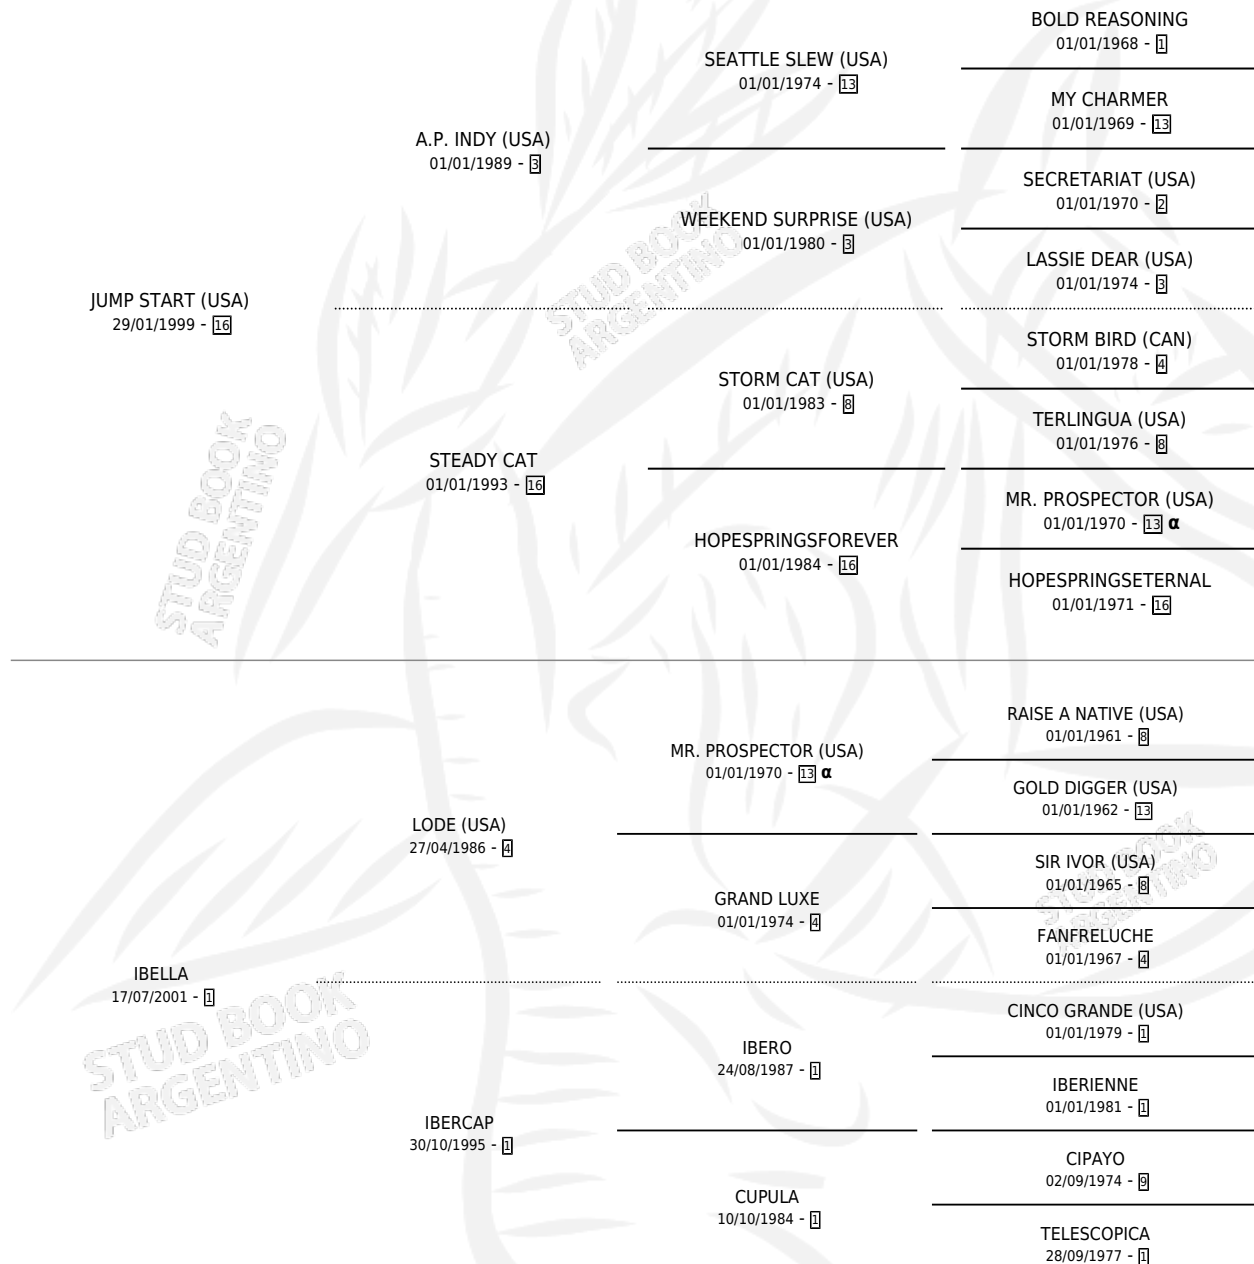 BOLD REASONING
01/01/1968 - 1
SEATTLE SLEW (USA)
01/01/1974 - 13
MY CHARMER
01/01/1969 - 13
A.P. INDY (USA)
01/01/1989 - 3
SECRETARIAT (USA)
01/01/1970 - 2
WEEKEND SURPRISE (USA)
01/01/1980 - 3
LASSIE DEAR (USA)
01/01/1974 - 3
JUMP START (USA)
29/01/1999 - 16
STORM BIRD (CAN)
01/01/1978 - 4
STORM CAT (USA)
01/01/1983 - 8
TERLINGUA (USA)
01/01/1976 - 8
STEADY CAT
01/01/1993 - 16
MR. PROSPECTOR (USA)
01/01/1970 - 13 α
HOPESPRINGSFOREVER
01/01/1984 - 16
HOPESPRINGSETERNAL
01/01/1971 - 16
RAISE A NATIVE (USA)
01/01/1961 - 8
MR. PROSPECTOR (USA)
01/01/1970 - 13 α
GOLD DIGGER (USA)
01/01/1962 - 13
LODE (USA)
27/04/1986 - 4
SIR IVOR (USA)
01/01/1965 - 8
GRAND LUXE
01/01/1974 - 4
FANFRELUCHE
01/01/1967 - 4
IBELLA
17/07/2001 - 1
CINCO GRANDE (USA)
01/01/1979 - 1
IBERO
24/08/1987 - 1
IBERIENNE
01/01/1981 - 1
IBERCAP
30/10/1995 - 1
CIPAYO
02/09/1974 - 9
CUPULA
10/10/1984 - 1
TELESCOPICA
28/09/1977 - 1
STUD BOOK
ARGENTINO
STUD BOOK
ARGENTINO
STUD BOOK
ARGENTINO
STUD BOOK
ARGENTINO